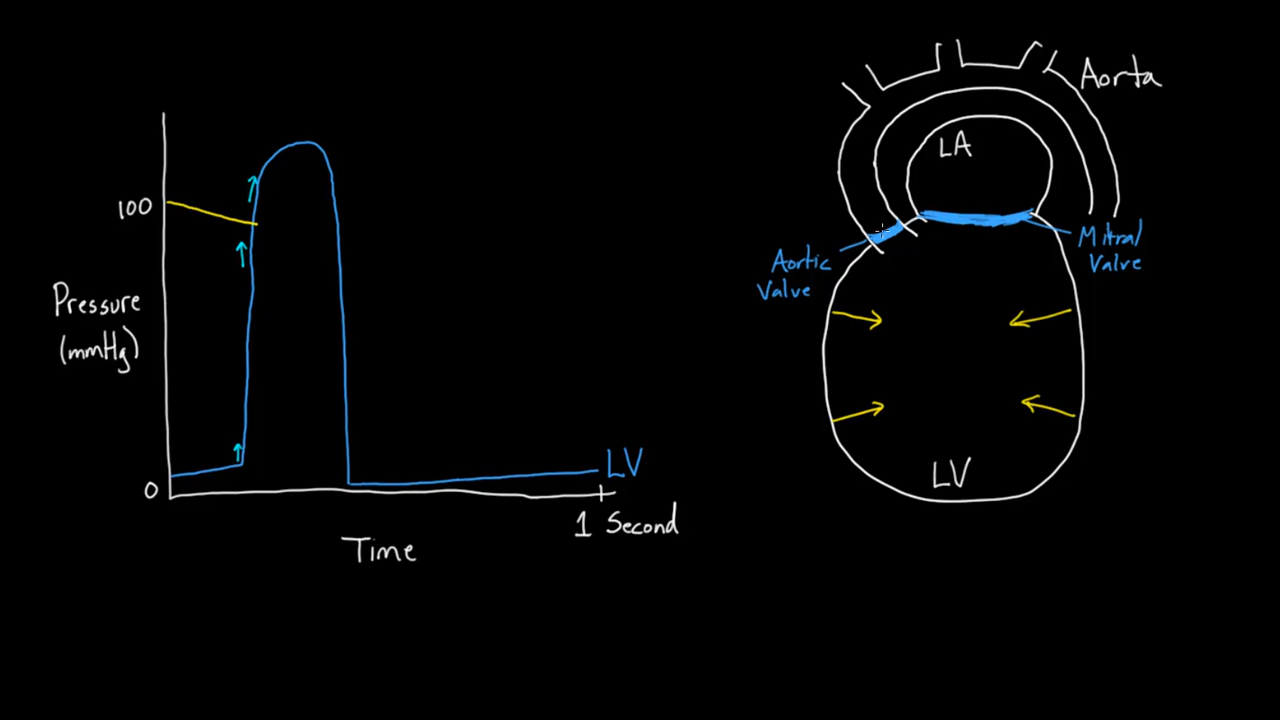 100
Pressure
(mmHg)
0
LV
1 Second
Time
Aorta
LA
Aortic
Valve
Mitral
Valve
LV